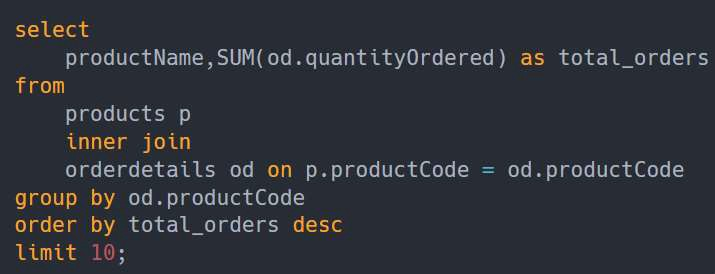 select
    productName,SUM(od.quantityOrdered) as total_orders
from
    products p
    inner join
    orderdetails od on p.productCode = od.productCode
group by od.productCode
order by total_orders desc
limit 10;